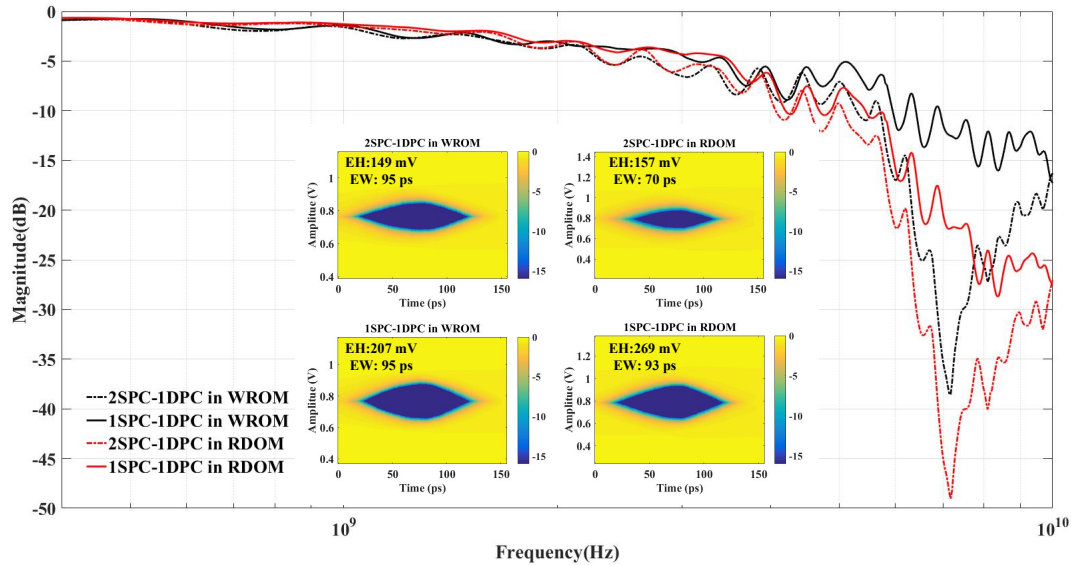 0
-5
-10
-15
-20
-25
-30
-35
-40
-45
-50
Magnitude(dB)
2SPC-1DPC in WROM
EH:149 mV
EW: 95 ps
1
0.8
0.6
0.4
Amplitue (V)
0
50
100
150
Time (ps)
0
-5
-10
-15
2SPC-1DPC in RDOM
EH:157 mV
EW: 70 ps
1.4
1.2
1
0.8
0.6
0.4
Amplitue (V)
0
50
100
150
Time (ps)
0
-5
-10
-15
1SPC-1DPC in WROM
EH:207 mV
EW: 95 ps
1
0.8
0.6
0.4
Amplitue (V)
0
50
100
150
Time (ps)
0
-5
-10
-15
1SPC-1DPC in RDOM
EH:269 mV
EW: 93 ps
1.2
1
0.8
0.6
0.4
Amplitue (V)
0
50
100
150
Time (ps)
0
-5
-10
-15
2SPC-1DPC in WROM
1SPC-1DPC in WROM
2SPC-1DPC in RDOM
1SPC-1DPC in RDOM
10^9
10^10
Frequency(Hz)